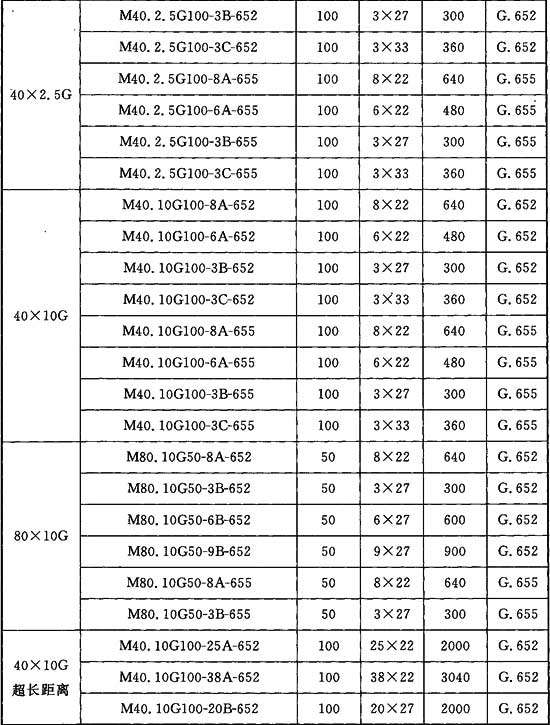 M40. 2. 5G100-3B-652 100 3×27 300 G. 652
M40. 2. 5G100-3C-652 100 3×33 360 G. 652
M40. 2. 5G100-8A-655 100 8×22 640 G. 655
40×2. 5G
M40. 2. 5G100-6A-655 100 6×22 480 G. 655
M40. 2. 5G100-3B-655 100 3×27 300 G. 655
M40. 2. 5G100-3C-655 100 3×33 360 G. 655
M40. 10G100-8A-652 100 8×22 640 G. 652
M40. 10G100-6A-652 100 6×22 480 G. 652
M40. 10G100-3B-652 100 3×27 300 G. 652
M40. 10G100-3C-652 100 3×33 360 G. 652
40×10G
M40. 10G100-8A-655 100 8×22 640 G. 655
M40. 10G100-6A-655 100 6×22 480 G. 655
M40. 10G100-3B-655 100 3×27 300 G. 655
M40. 10G100-3C-655 100 3×33 360 G. 655
M80. 10G50-8A-652 50 8×22 640 G. 652
M80. 10G50-3B-652 50 3×27 300 G. 652
M80. 10G50-6B-652 50 6×27 600 G. 652
80×10G
M80. 10G50-9B-652 50 9×27 900 G. 652
M80. 10G50-8A-655 50 8×22 640 G. 655
M80. 10G50-3B-655 50 3×27 300 G. 655
M40. 10G100-25A-652 100 25×22 2000 G. 652
40×10G
超长距离
M40. 10G100-38A-652 100 38×22 3040 G. 652
M40. 10G100-20B-652 100 20×27 2000 G. 652